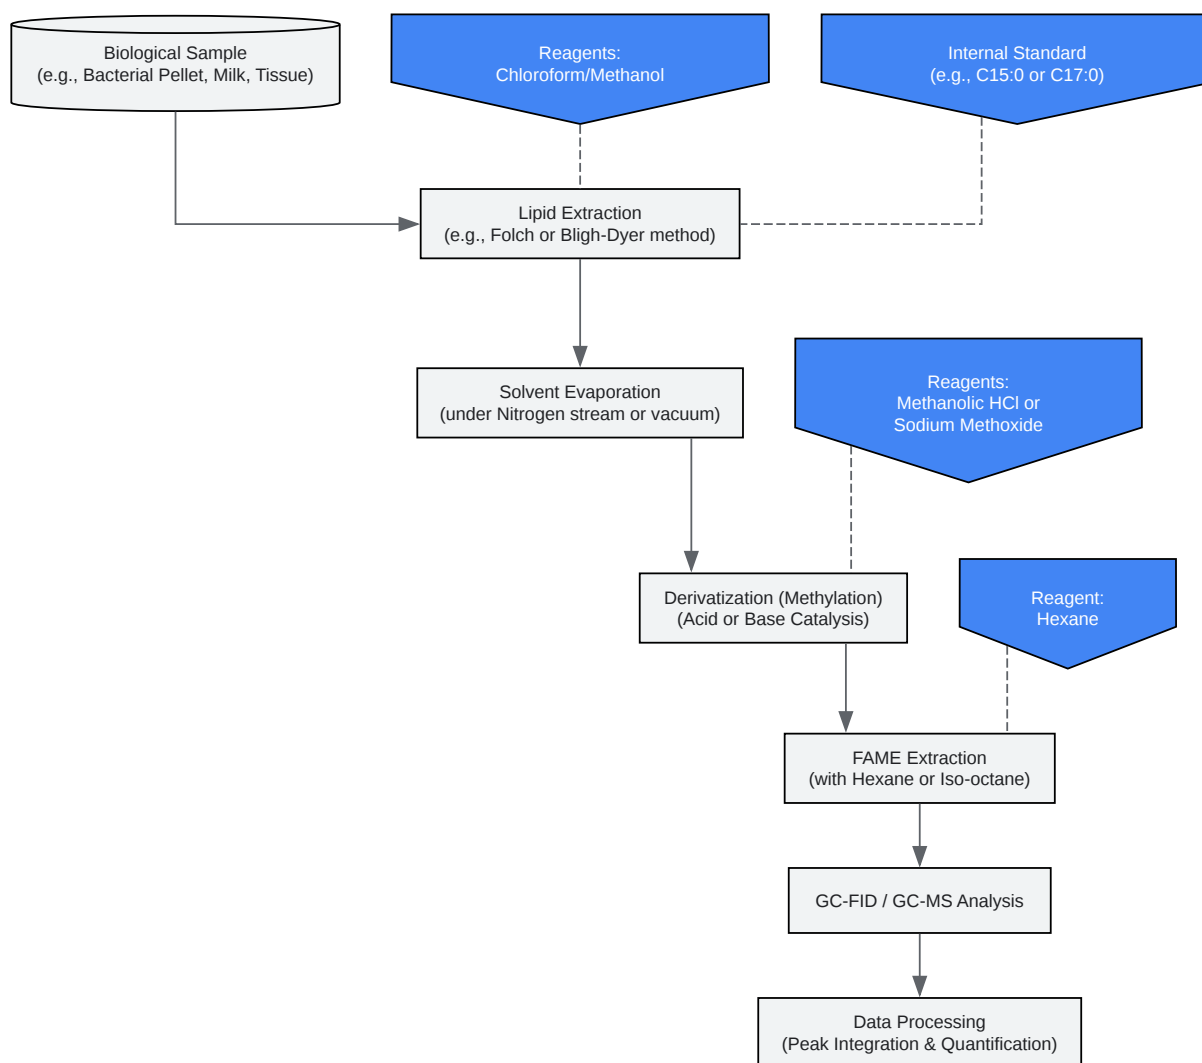 Biological Sample
(e.g., Bacterial Pellet, Milk, Tissue)
Reagents:
Chloroform/Methanol
Internal Standard
(e.g., C15:0 or C17:0)
Lipid Extraction
(e.g., Folch or Bligh-Dyer method)
Solvent Evaporation
(under Nitrogen stream or vacuum)
Reagents:
Methanolic HCl or
Sodium Methoxide
Derivatization (Methylation)
(Acid or Base Catalysis)
Reagent:
Hexane
FAME Extraction
(with Hexane or Iso-octane)
GC-FID / GC-MS Analysis
Data Processing
(Peak Integration & Quantification)